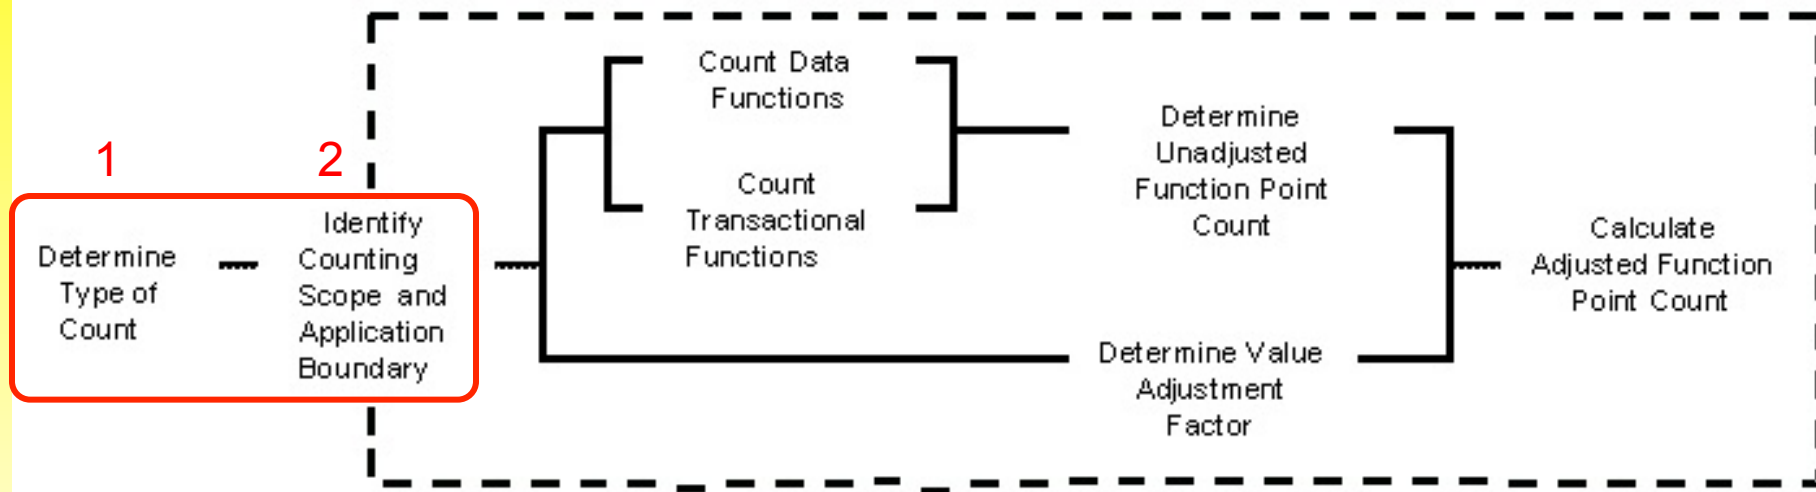 1
2
Determine
Type of
Count
Identify
Counting
Scope and
Application
Boundary
Count Data
Functions
Count
Transactional
Functions
Determine
Unadjusted
Function Point
Count
Determine Value
Adjustment
Factor
Calculate
Adjusted Function
Point Count